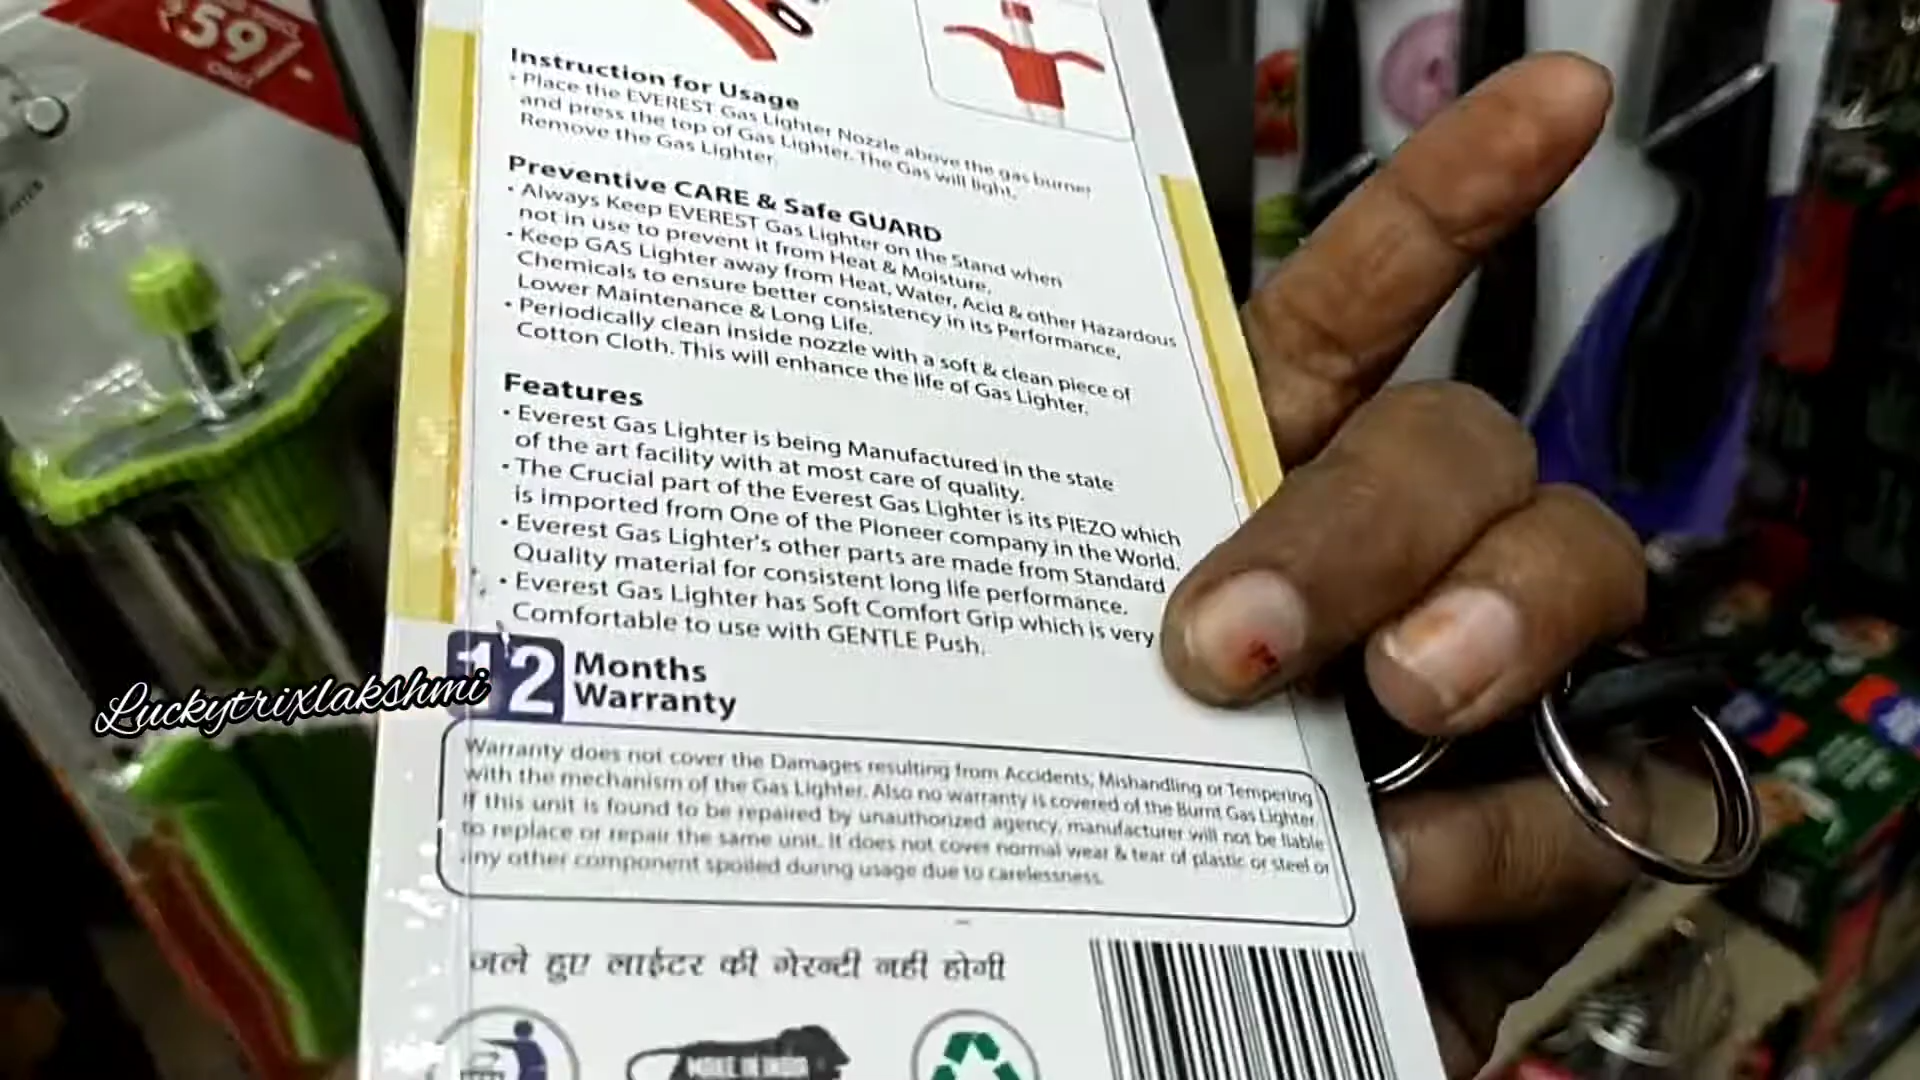 ₹59/-
ONLY
Instruction for Usage
• Place the EVEREST Gas Lighter Nozzle above the gas burner
and press the top of Gas Lighter. The Gas will light.
Remove the Gas Lighter.
Preventive CARE & Safe GUARD
• Always Keep EVEREST Gas Lighter on the Stand when
not in use to prevent it from Heat & Moisture.
• Keep GAS Lighter away from Heat, Water, Acid & other Hazardous
Chemicals to ensure better consistency in its Performance,
Lower Maintenance & Long Life.
• Periodically clean inside nozzle with a soft & clean piece of
Cotton Cloth. This will enhance the life of Gas Lighter.
Features
• Everest Gas Lighter is being Manufactured in the state
of the art facility with at most care of quality.
• The Crucial part of the Everest Gas Lighter is its PIEZO which
is imported from One of the Pioneer company in the World.
• Everest Gas Lighter's other parts are made from Standard
Quality material for consistent long life performance.
• Everest Gas Lighter has Soft Comfort Grip which is very
Comfortable to use with GENTLE Push.
12 Months
Warranty
Luckytrixlakshmi
Warranty does not cover the Damages resulting from Accidents, Mishandling or Tempering
with the mechanism of the Gas Lighter. Also no warranty is covered of the Burnt Gas Lighter.
If this unit is found to be repaired by unauthorized agency, manufacturer will not be liable
to replace or repair the same unit. It does not cover normal wear & tear of plastic or steel or
any other component spoiled during usage due to carelessness.
जले हुए लाईटर की गेरन्टी नही होगी
MAKE IN INDIA